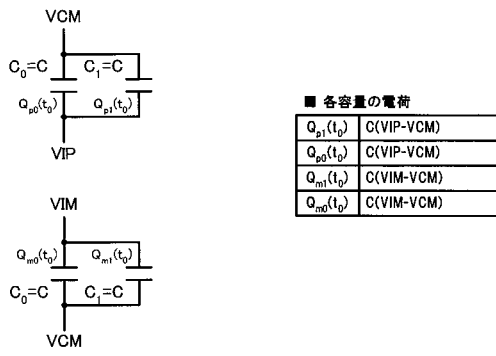 VCM
C₀=C C₁=C
Qₚ₀(t₀) Qₚ₁(t₀)
VIP
VIM
Qₘ₀(t₀) Qₘ₁(t₀)
C₀=C C₁=C
VCM
■ 各容量の電荷
Qₚ₁(t₀) C(VIP-VCM)
Qₚ₀(t₀) C(VIP-VCM)
Qₘ₁(t₀) C(VIM-VCM)
Qₘ₀(t₀) C(VIM-VCM)